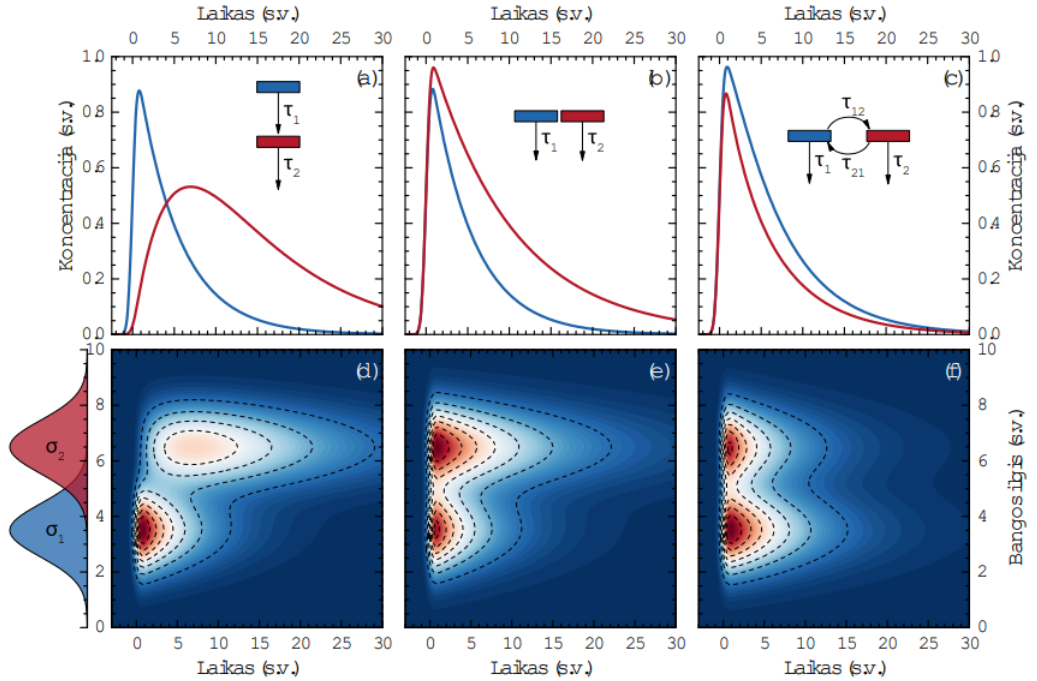 Laikas (s.v.) Laikas (s.v.) Laikas (s.v.)
0 5 10 15 20 25 30 0 5 10 15 20 25 30 0 5 10 15 20 25 30
Koncentracija (s.v.)
1.0
0.8
0.6
0.4
0.2
0.0
(a)
τ1
τ2
(b)
τ1 τ2
(c)
τ12
τ1 τ21 τ2
1.0
0.8
0.6
0.4
0.2
0.0
Koncentracija (s.v.)
σ2
σ1
10
8
6
4
2
0
(d)
(e)
(f)
10
8
6
4
2
0
Bangos ilgis (s.v.)
0 5 10 15 20 25 30 0 5 10 15 20 25 30 0 5 10 15 20 25 30
Laikas (s.v.) Laikas (s.v.) Laikas (s.v.)